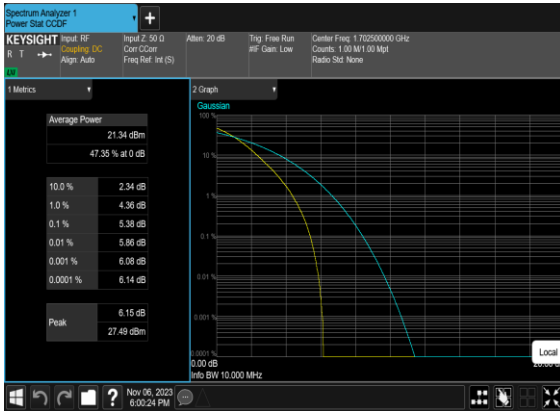 Spectrum Analyzer 1
Power Stat CCDF
KEYSIGHT
R T
LXI
Input: RF
Coupling: DC
Align: Auto
Input Z: 50 Ω
Corr CCorr
Freq Ref: Int (S)
Atten: 20 dB
Trig: Free Run
#IF Gain: Low
Center Freq: 1.702500000 GHz
Counts: 1.00 M/1.00 Mpt
Radio Std: None
1 Metrics
Average Power
21.34 dBm
47.35 % at 0 dB
10.0 % 2.34 dB
1.0 % 4.36 dB
0.1 % 5.38 dB
0.01 % 5.86 dB
0.001 % 6.08 dB
0.0001 % 6.14 dB
Peak
6.15 dB
27.49 dBm
2 Graph
Gaussian
100 %
10 %
1 %
0.1 %
0.01 %
0.001 %
0.0001 %
0.00 dB
Info BW 10.000 MHz
Local
?
Nov 06, 2023
6:00:24 PM